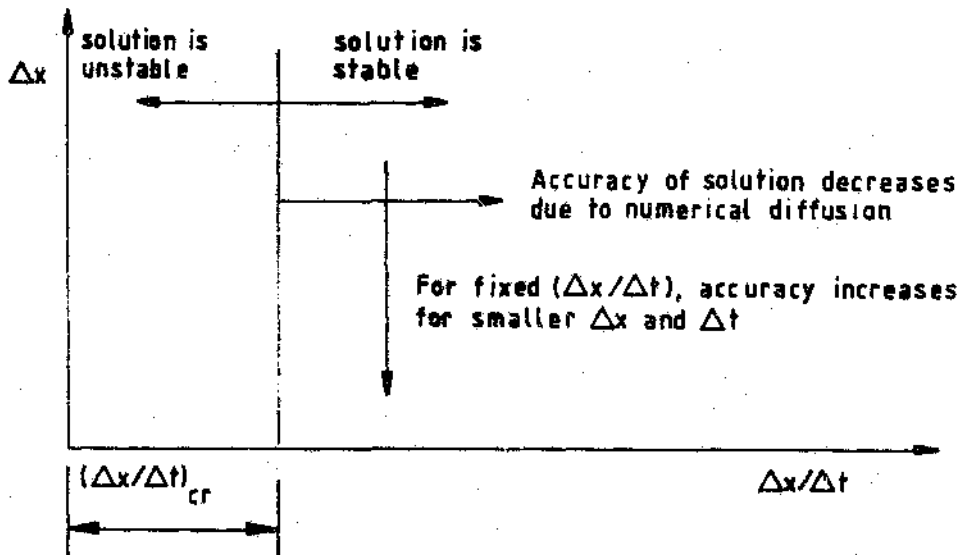 solution is
unstable
solution is
stable
Δx
Accuracy of solution decreases
due to numerical diffusion
For fixed (Δx/Δt), accuracy increases
for smaller Δx and Δt
(Δx/Δt)cr
Δx/Δt